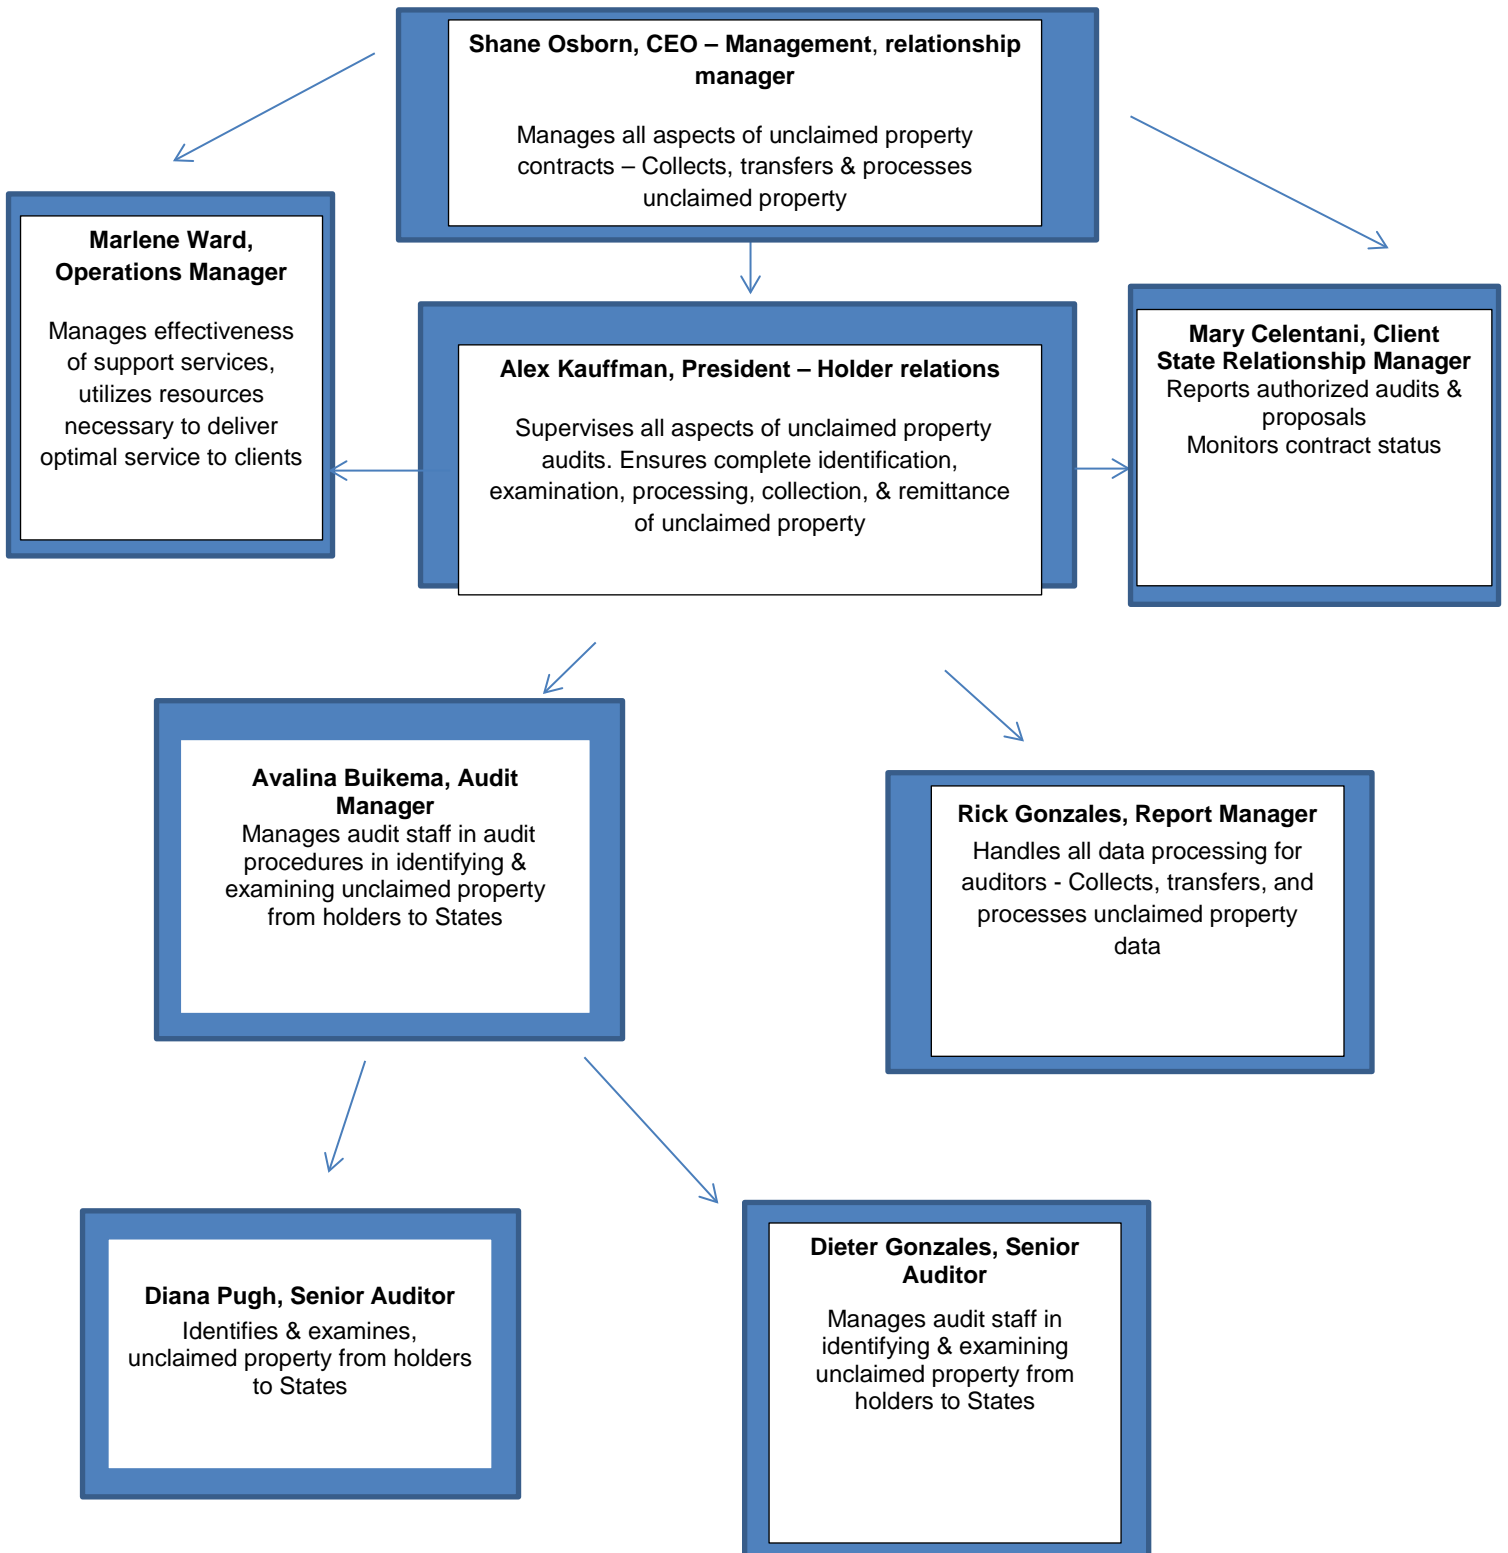 Shane Osborn, CEO – Management, relationship
manager
Manages all aspects of unclaimed property
contracts – Collects, transfers & processes
unclaimed property
Marlene Ward,
Operations Manager
Manages effectiveness
of support services,
utilizes resources
necessary to deliver
optimal service to clients
Alex Kauffman, President – Holder relations
Supervises all aspects of unclaimed property
audits. Ensures complete identification,
examination, processing, collection, & remittance
of unclaimed property
Mary Celentani, Client
State Relationship Manager
Reports authorized audits &
proposals
Monitors contract status
Avalina Buikema, Audit
Manager
Manages audit staff in audit
procedures in identifying &
examining unclaimed property
from holders to States
Rick Gonzales, Report Manager
Handles all data processing for
auditors - Collects, transfers, and
processes unclaimed property
data
Diana Pugh, Senior Auditor
Identifies & examines,
unclaimed property from holders
to States
Dieter Gonzales, Senior
Auditor
Manages audit staff in
identifying & examining
unclaimed property from
holders to States